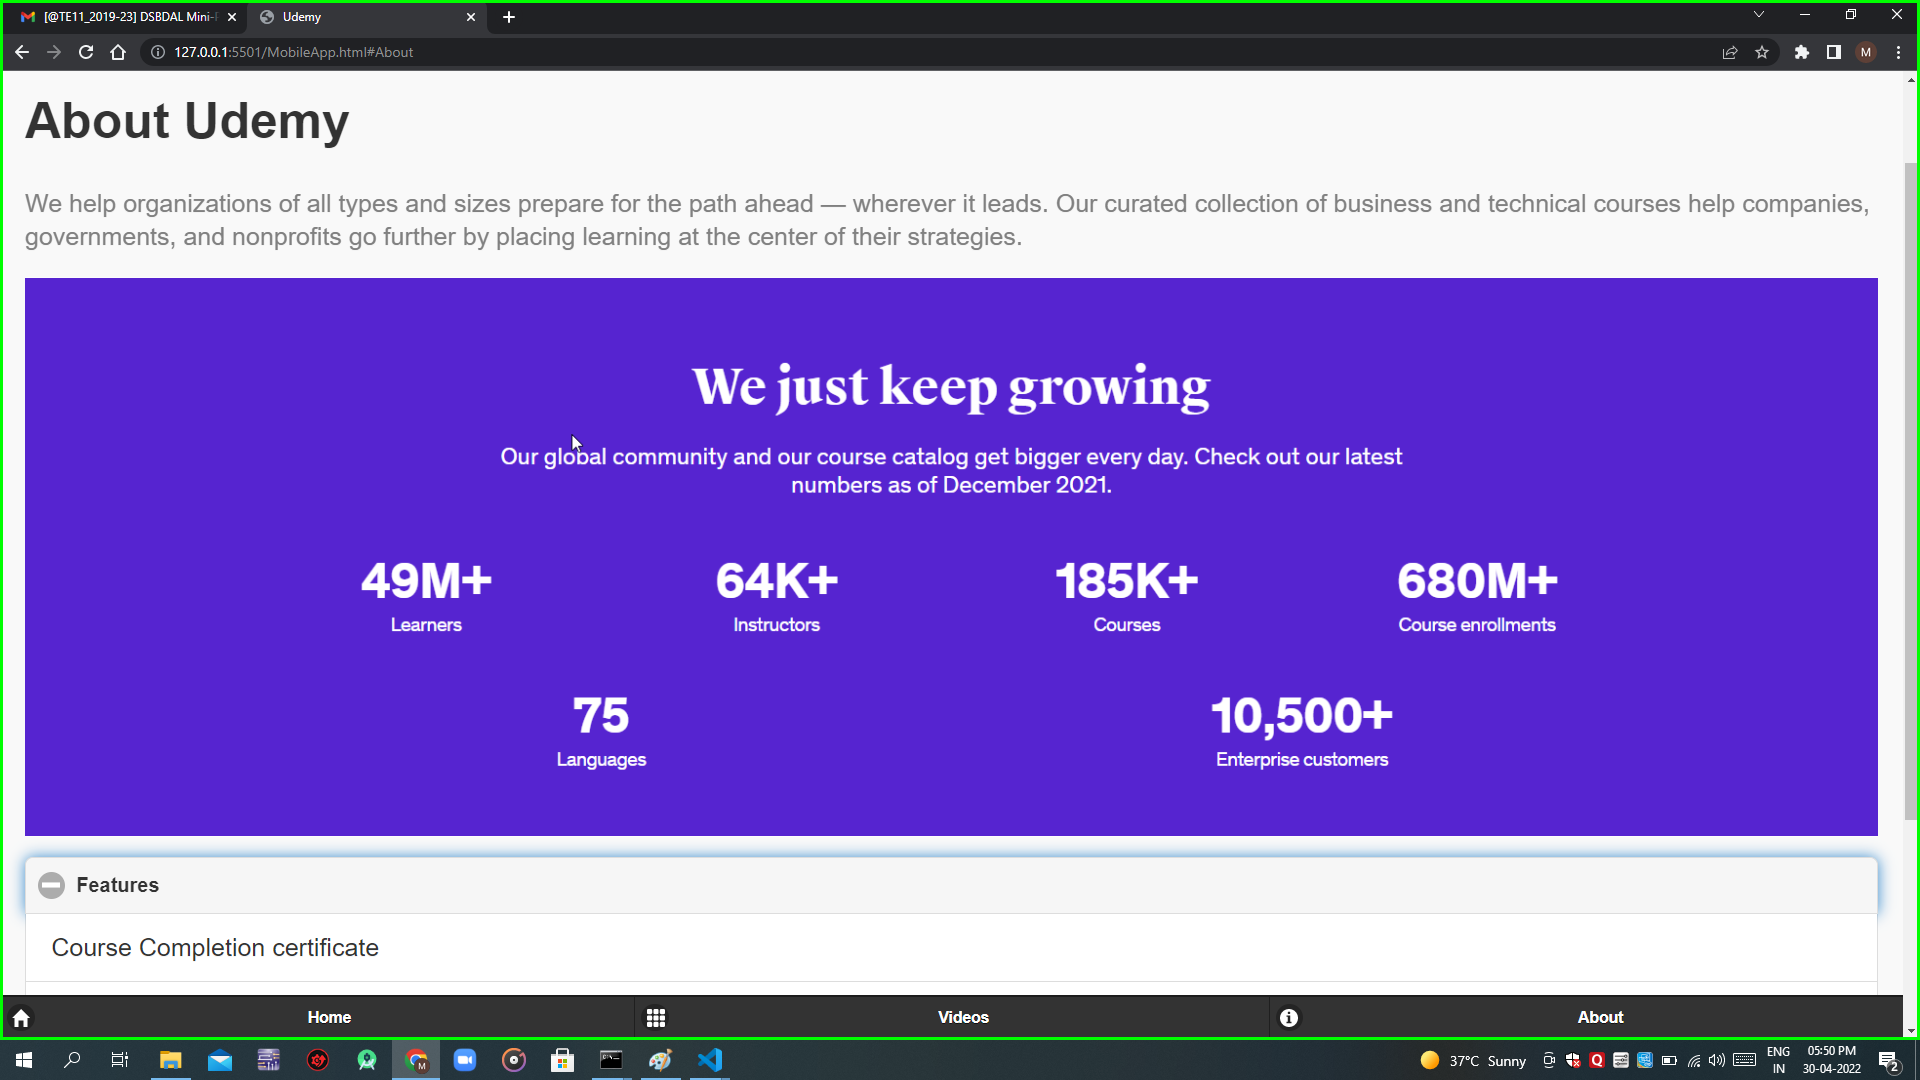 [@TE11_2019-23] DSBDAL Mini-
Udemy
127.0.0.1:5501/MobileApp.html#About
M
About Udemy
We help organizations of all types and sizes prepare for the path ahead — wherever it leads. Our curated collection of business and technical courses help companies,
governments, and nonprofits go further by placing learning at the center of their strategies.
We just keep growing
Our global community and our course catalog get bigger every day. Check out our latest
numbers as of December 2021.
49M+ 64K+ 185K+ 680M+
Learners Instructors Courses Course enrollments
75 10,500+
Languages Enterprise customers
Features
Course Completion certificate
Home Videos About
37°C Sunny
ENG
IN
05:50 PM
30-04-2022
2